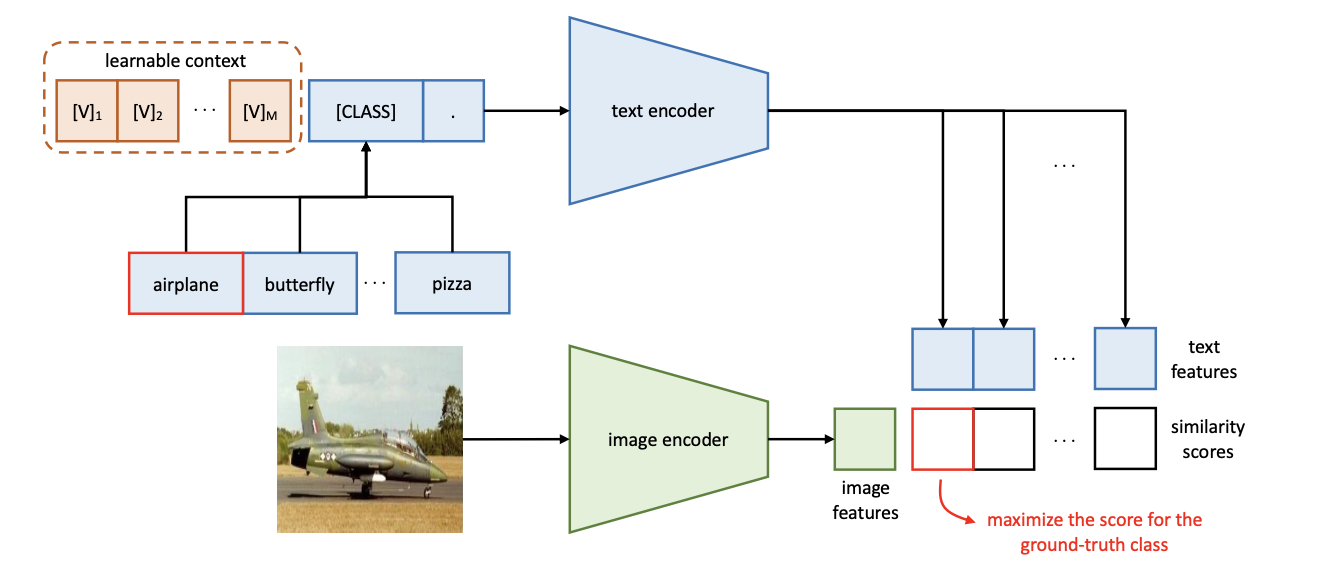 learnable context
[V]₁ [V]₂ ··· [V]M [CLASS] .
text encoder
···
airplane butterfly ··· pizza
text
features
···
image encoder
similarity
scores
···
image
features
maximize the score for the
ground-truth class